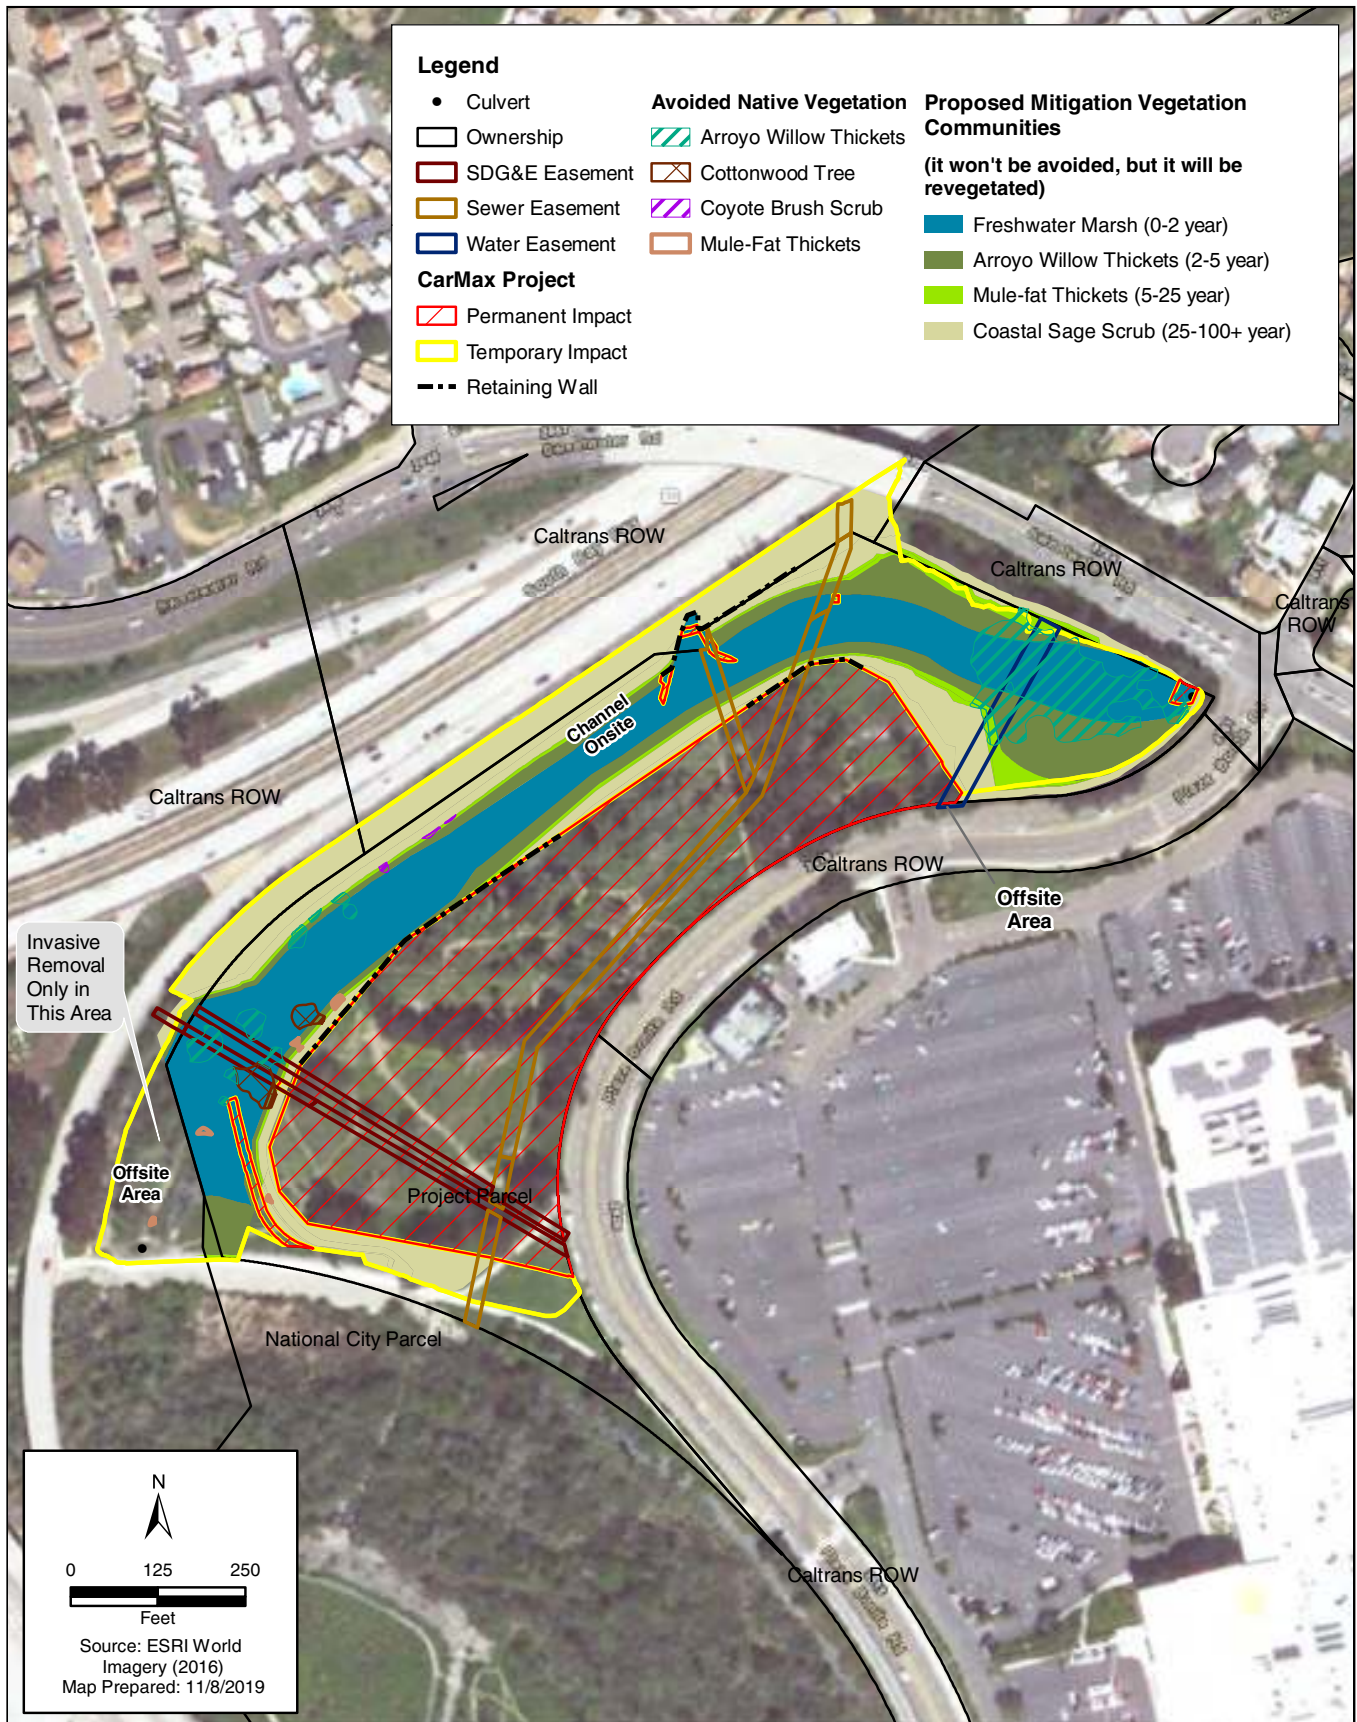 Legend
Culvert
Ownership
SDG&E Easement
Sewer Easement
Water Easement
CarMax Project
Permanent Impact
Temporary Impact
Retaining Wall
Avoided Native Vegetation
Arroyo Willow Thickets
Cottonwood Tree
Coyote Brush Scrub
Mule-Fat Thickets
Proposed Mitigation Vegetation
Communities
(it won't be avoided, but it will be
revegetated)
Freshwater Marsh (0-2 year)
Arroyo Willow Thickets (2-5 year)
Mule-fat Thickets (5-25 year)
Coastal Sage Scrub (25-100+ year)
Caltrans ROW
Caltrans ROW
Caltrans
ROW
Channel
Onsite
Caltrans ROW
Caltrans ROW
Offsite
Area
Invasive
Removal
Only in
This Area
Offsite
Area
Project Parcel
National City Parcel
Caltrans ROW
N
0 125 250
Feet
Source: ESRI World
Imagery (2016)
Map Prepared: 11/8/2019